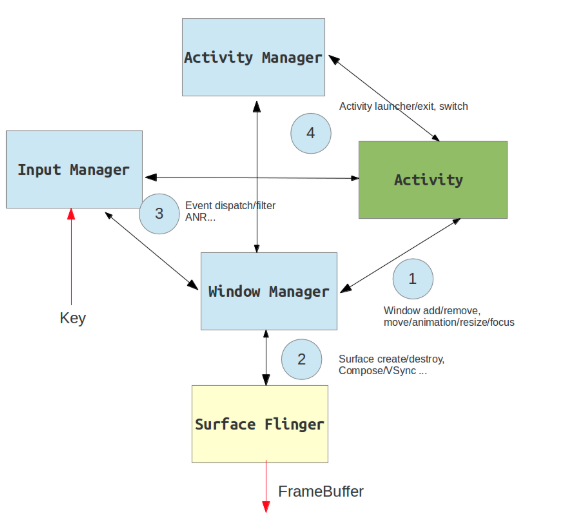 Activity Manager
4
Activity launcher/exit, switch
Input Manager
Activity
3
Event dispatch/filter
ANR...
Window Manager
1
Window add/remove,
move/animation/resize/focus
Key
2
Surface create/destroy,
Compose/VSync ...
Surface Flinger
FrameBuffer